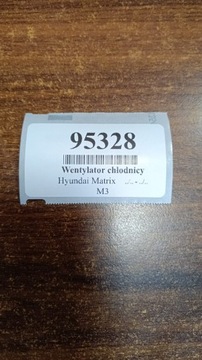 95328
Wentylator chłodnicy
Hyundai Matrix ../.. - ../..
M3